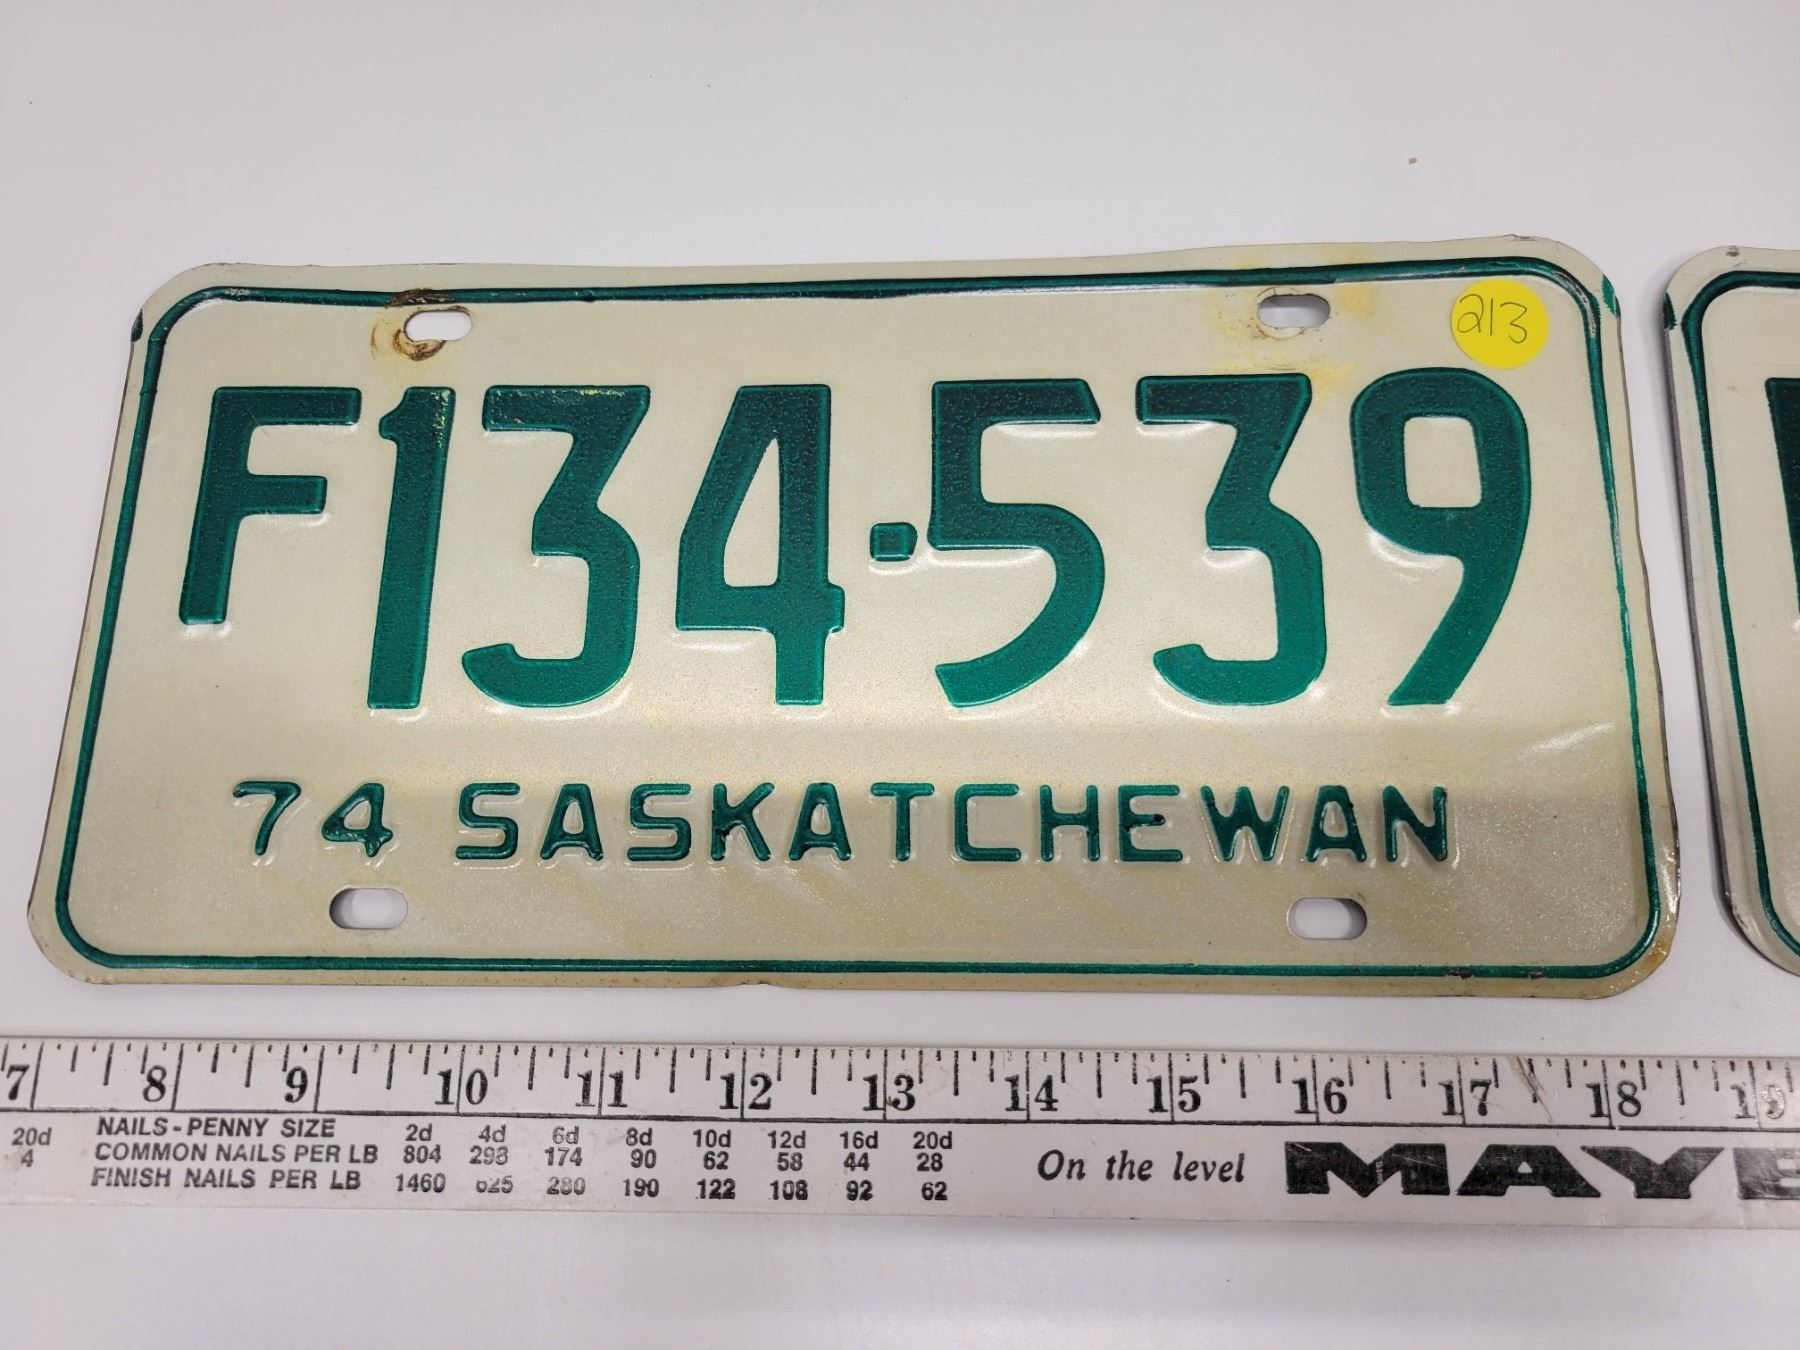 213
F134·539
74 SASKATCHEWAN
7 8 9 10 11 12 13 14 15 16 17 18 19
20d NAILS-PENNY SIZE 2d 4d 6d 8d 10d 12d 16d 20d
4 COMMON NAILS PER LB 804 298 174 90 62 58 44 28
FINISH NAILS PER LB 1460 625 280 190 122 108 92 62
On the level MAYE